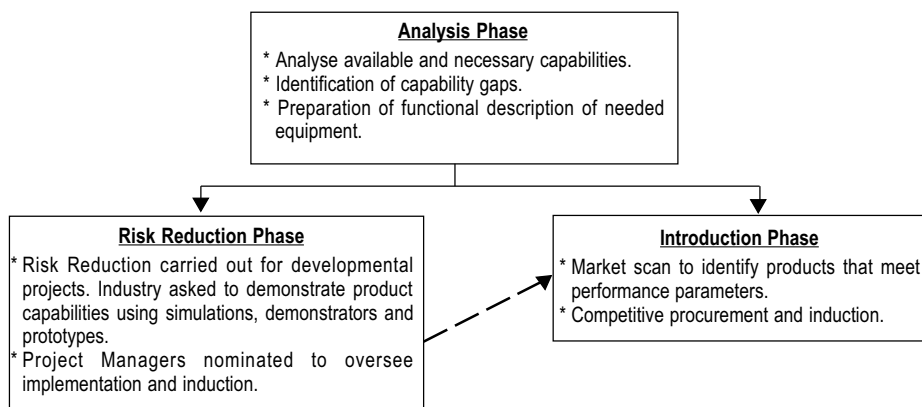 Analysis Phase
* Analyse available and necessary capabilities.
* Identification of capability gaps.
* Preparation of functional description of needed
equipment.
Risk Reduction Phase
* Risk Reduction carried out for developmental
projects. Industry asked to demonstrate product
capabilities using simulations, demonstrators and
prototypes.
* Project Managers nominated to oversee
implementation and induction.
Introduction Phase
* Market scan to identify products that meet
performance parameters.
* Competitive procurement and induction.